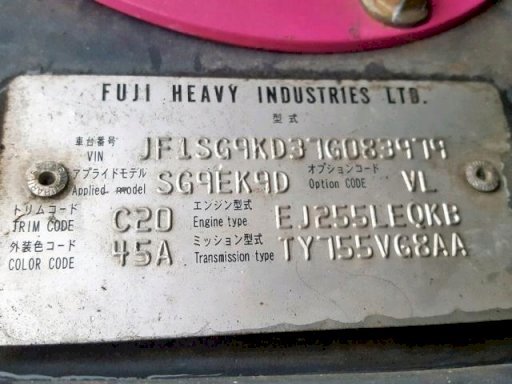 FUJI HEAVY INDUSTRIES LTD.
型式
車台番号 VIN JF1SG9KD37G083979
アプライドモデル Applied model SG9EK9D オプションコード Option CODE VL
トリムコード TRIM CODE C20 エンジン型式 Engine type EJ255LEQKB
外装色コード COLOR CODE 45A ミッション型式 Transmission type TY755VG8AA